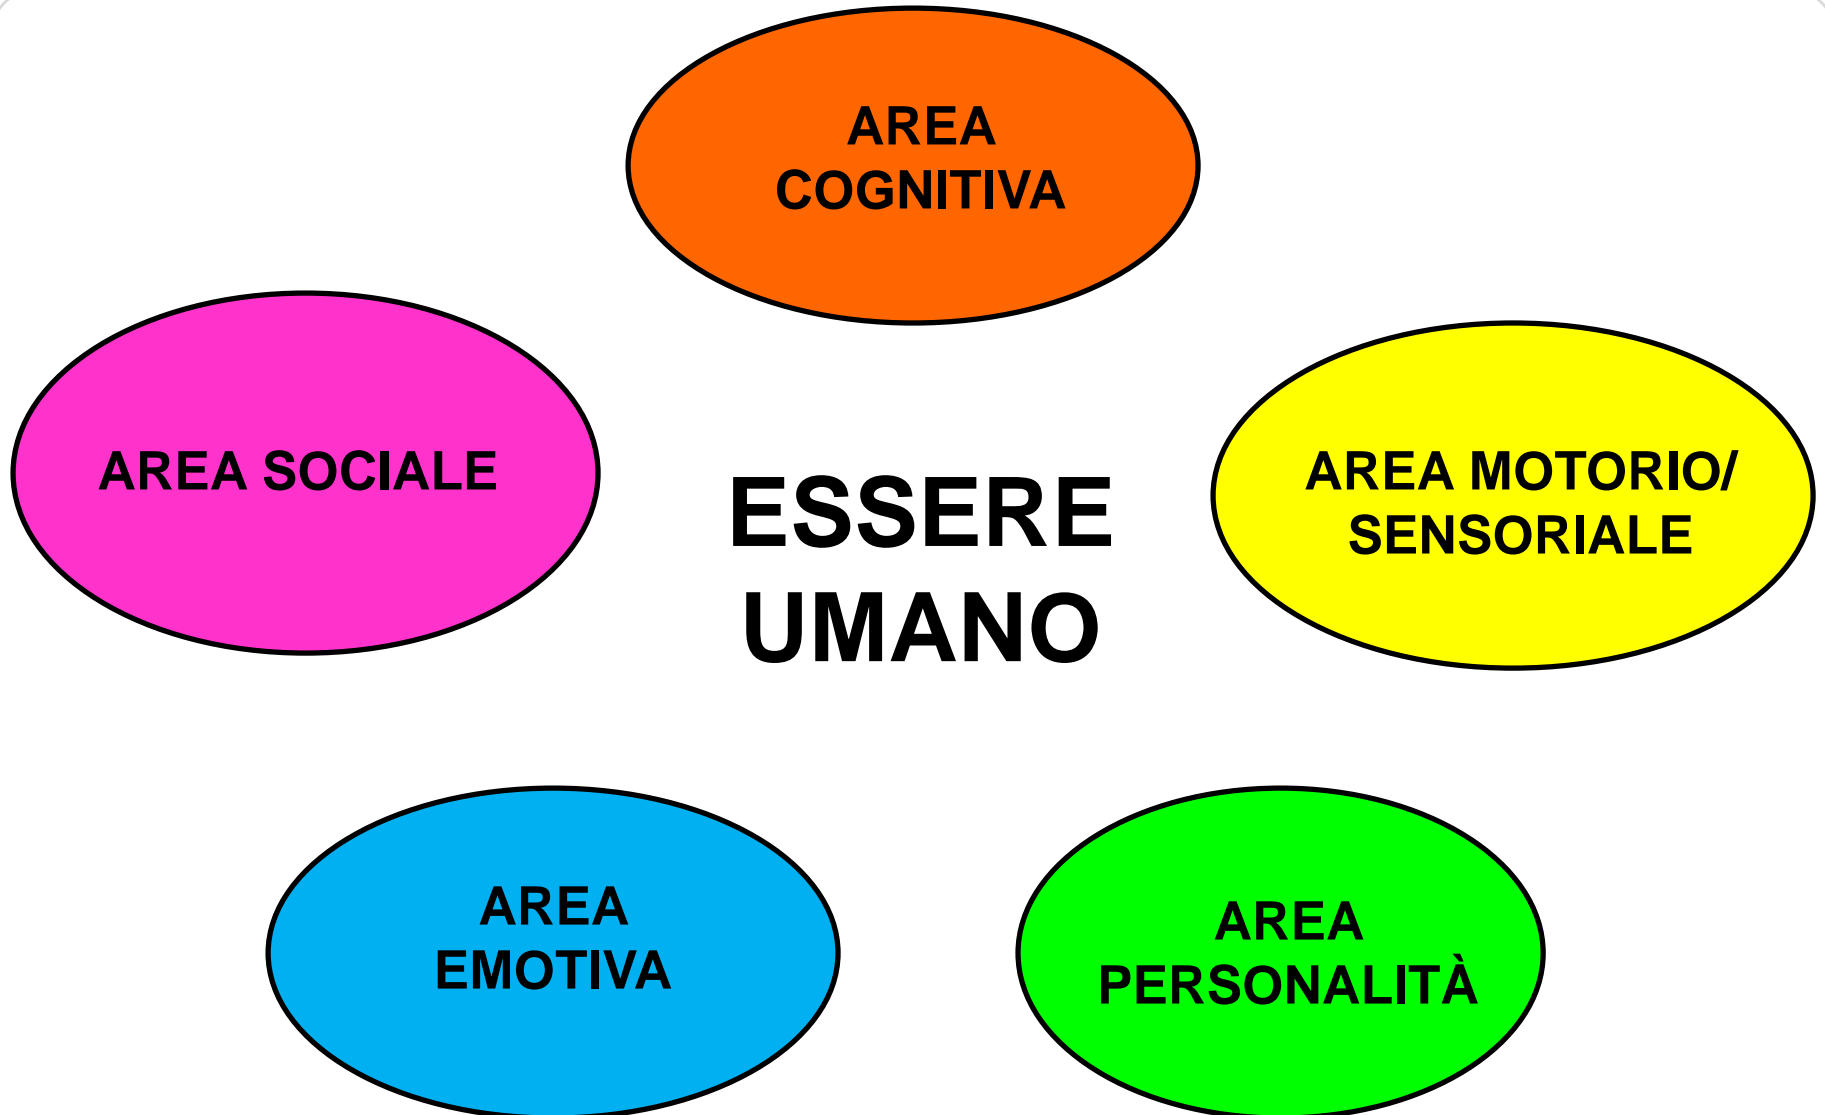 AREA
COGNITIVA
AREA SOCIALE
ESSERE
UMANO
AREA MOTORIO/
SENSORIALE
AREA
EMOTIVA
AREA
PERSONALITÀ